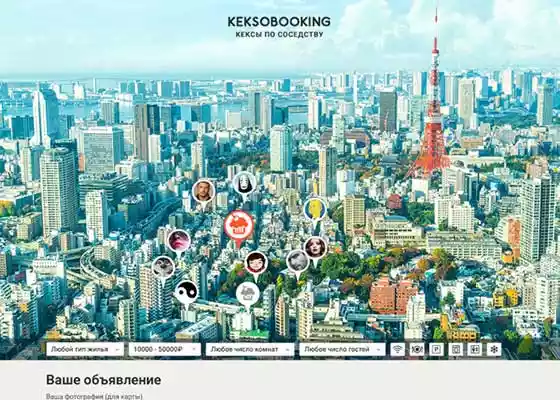 KEKSOBOOKING
КЕКСЫ ПО СОСЕДСТВУ
Любой тип жилья
10000 - 50000₽
Любое число комнат
Любое число гостей
P
Ваше объявление
Ваша фотография (для карты)